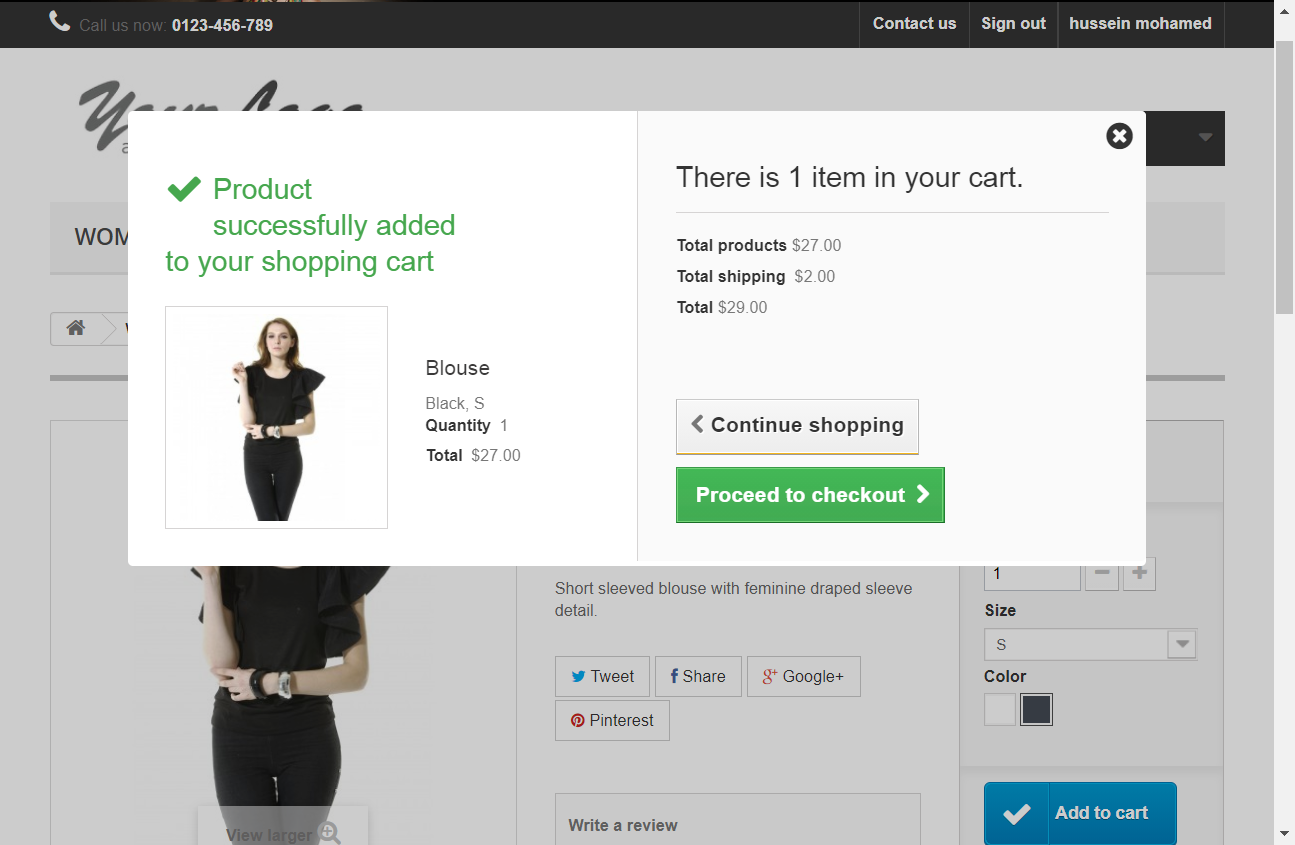 Call us now: 0123-456-789
Contact us
Sign out
hussein mohamed
Product
successfully added
to your shopping cart
Blouse
Black, S
Quantity 1
Total $27.00
There is 1 item in your cart.
Total products $27.00
Total shipping $2.00
Total $29.00
Continue shopping
Proceed to checkout
Short sleeved blouse with feminine draped sleeve
detail.
Tweet
Share
Google+
Pinterest
Write a review
View larger
1
Size
S
Color
Add to cart